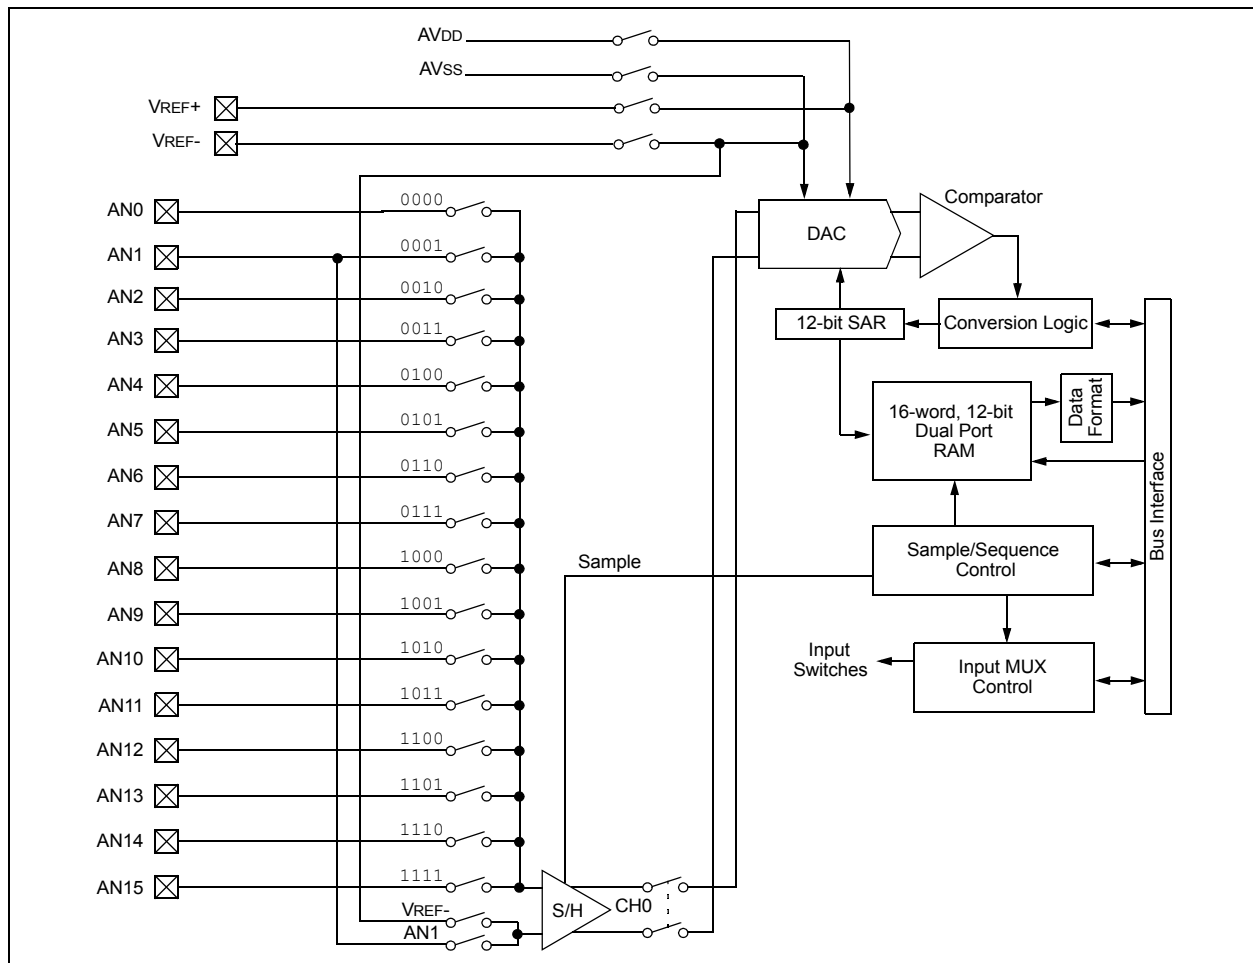 AVDD
AVSS
VREF+
VREF-
AN0
0000
AN1
0001
AN2
0010
AN3
0011
AN4
0100
AN5
0101
AN6
0110
AN7
0111
AN8
1000
AN9
1001
AN10
1010
AN11
1011
AN12
1100
AN13
1101
AN14
1110
AN15
1111
VREF-
AN1
S/H
CH0
Sample
DAC
Comparator
12-bit SAR
Conversion Logic
16-word, 12-bit
Dual Port
RAM
Data
Format
Bus Interface
Sample/Sequence
Control
Input
Switches
Input MUX
Control